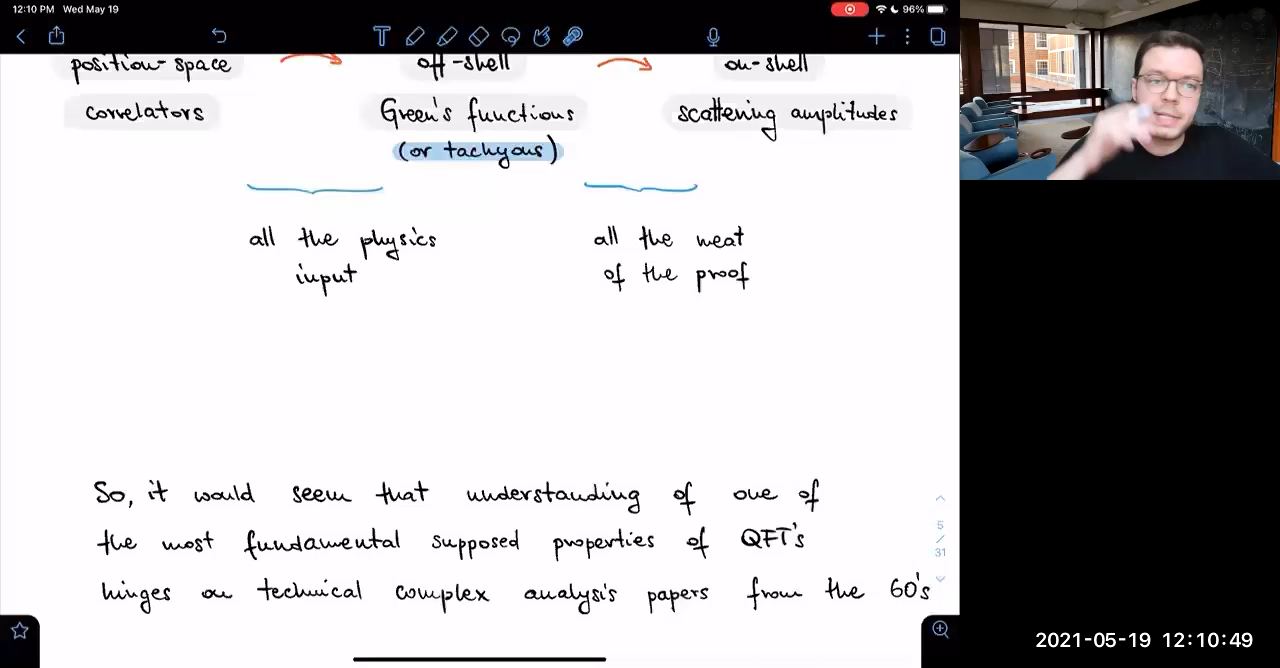 12:10 PM Wed May 19
96%
position-space
off-shell
on-shell
correlators
Green's functions
scattering amplitudes
(or tachyons)
all the physics
input
all the meat
of the proof
So, it would seem that understanding of one of
the most fundamental supposed properties of QFT's
hinges on technical complex analysis papers from the 60's
5
/
31
2021-05-19 12:10:49